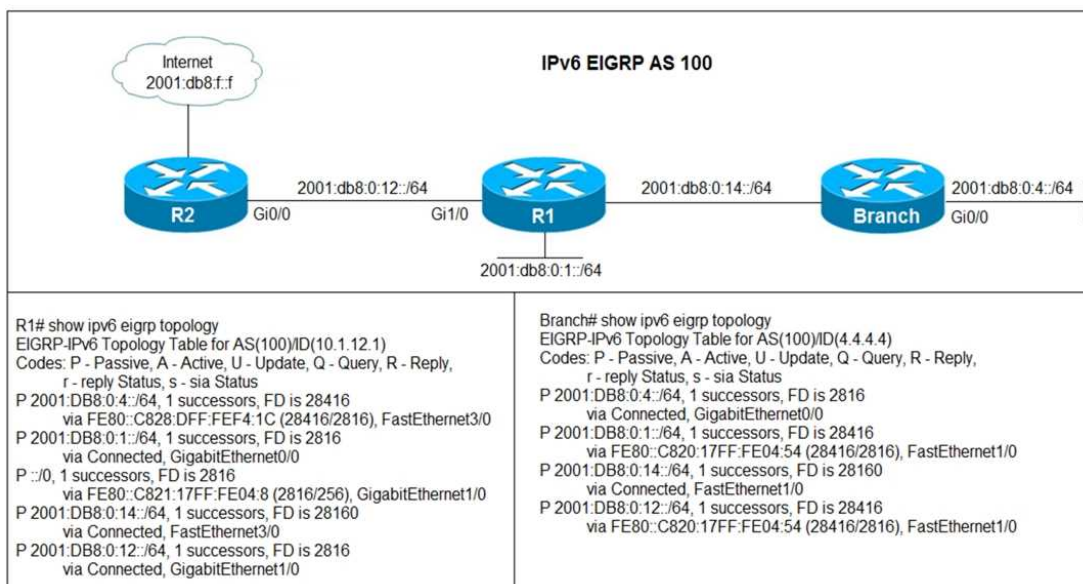 Internet
2001:db8:f::f
IPv6 EIGRP AS 100
2001:db8:0:12::/64
2001:db8:0:14::/64
2001:db8:0:4::/64
R2
Gi0/0
Gi1/0
R1
Branch
Gi0/0
2001:db8:0:1::/64
R1# show ipv6 eigrp topology
EIGRP-IPv6 Topology Table for AS(100)/ID(10.1.12.1)
Codes: P - Passive, A - Active, U - Update, Q - Query, R - Reply,
r - reply Status, s - sia Status
P 2001:DB8:0:4::/64, 1 successors, FD is 28416
via FE80::C828:DFF:FEF4:1C (28416/2816), FastEthernet3/0
P 2001:DB8:0:1::/64, 1 successors, FD is 2816
via Connected, GigabitEthernet0/0
P ::/0, 1 successors, FD is 2816
via FE80::C821:17FF:FE04:8 (2816/256), GigabitEthernet1/0
P 2001:DB8:0:14::/64, 1 successors, FD is 28160
via Connected, FastEthernet3/0
P 2001:DB8:0:12::/64, 1 successors, FD is 2816
via Connected, GigabitEthernet1/0
Branch# show ipv6 eigrp topology
EIGRP-IPv6 Topology Table for AS(100)/ID(4.4.4.4)
Codes: P - Passive, A - Active, U - Update, Q - Query, R - Reply,
r - reply Status, s - sia Status
P 2001:DB8:0:4::/64, 1 successors, FD is 2816
via Connected, GigabitEthernet0/0
P 2001:DB8:0:1::/64, 1 successors, FD is 28416
via FE80::C820:17FF:FE04:54 (28416/2816), FastEthernet1/0
P 2001:DB8:0:14::/64, 1 successors, FD is 28160
via Connected, FastEthernet1/0
P 2001:DB8:0:12::/64, 1 successors, FD is 28416
via FE80::C820:17FF:FE04:54 (28416/2816), FastEthernet1/0